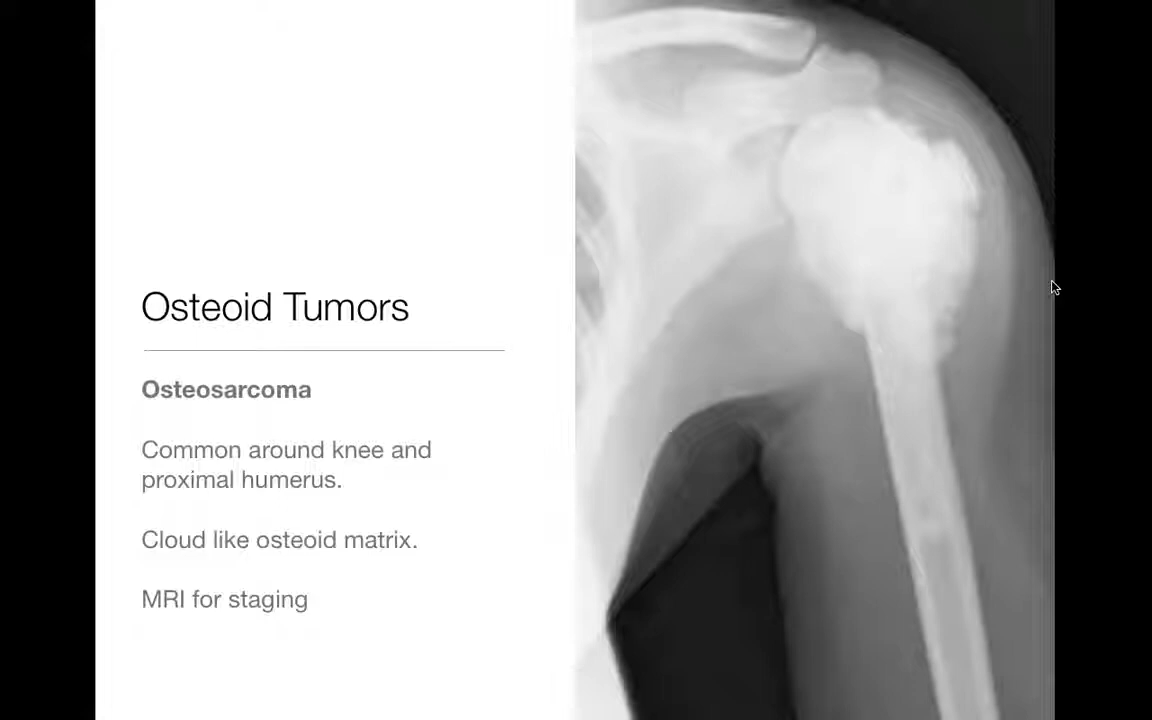 Osteoid Tumors
Osteosarcoma
Common around knee and
proximal humerus.
Cloud like osteoid matrix.
MRI for staging